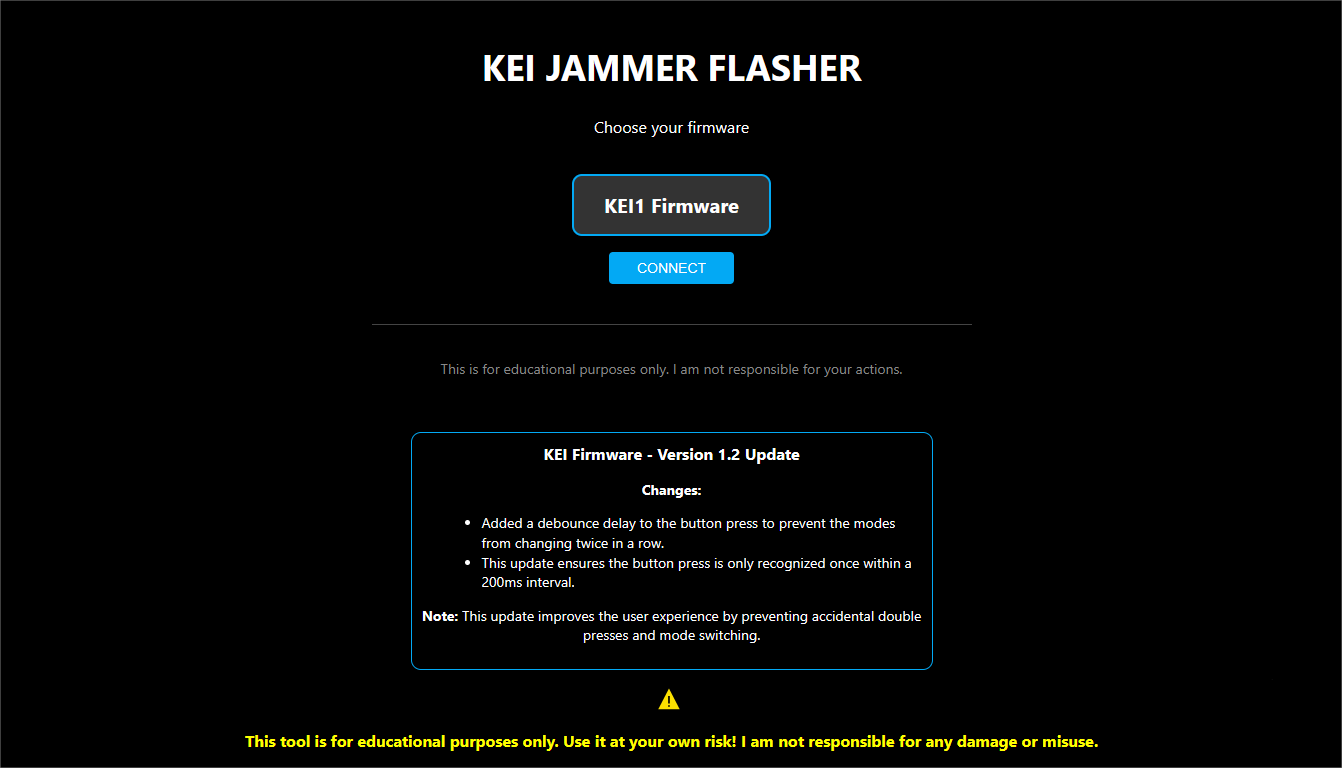 KEI JAMMER FLASHER
Choose your firmware
KEI1 Firmware
CONNECT
This is for educational purposes only. I am not responsible for your actions.
KEI Firmware - Version 1.2 Update
Changes:
• Added a debounce delay to the button press to prevent the modes
from changing twice in a row.
• This update ensures the button press is only recognized once within a
200ms interval.
Note: This update improves the user experience by preventing accidental double
presses and mode switching.
This tool is for educational purposes only. Use it at your own risk! I am not responsible for any damage or misuse.